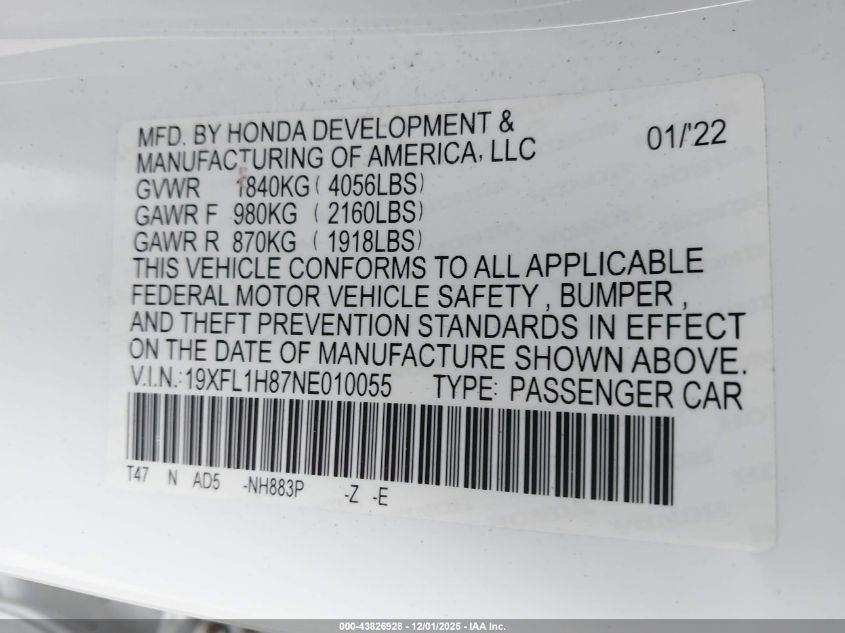 MFD. BY HONDA DEVELOPMENT &
MANUFACTURING OF AMERICA, LLC
01/'22
GVWR 1840KG ( 4056LBS)
GAWR F 980KG ( 2160LBS)
GAWR R 870KG ( 1918LBS)
THIS VEHICLE CONFORMS TO ALL APPLICABLE
FEDERAL MOTOR VEHICLE SAFETY , BUMPER ,
AND THEFT PREVENTION STANDARDS IN EFFECT
ON THE DATE OF MANUFACTURE SHOWN ABOVE.
V.I.N.:19XFL1H87NE010055 TYPE: PASSENGER CAR
T47 N AD5 -NH883P -Z -E
000-43826928 - 12/01/2025 - IAA Inc.